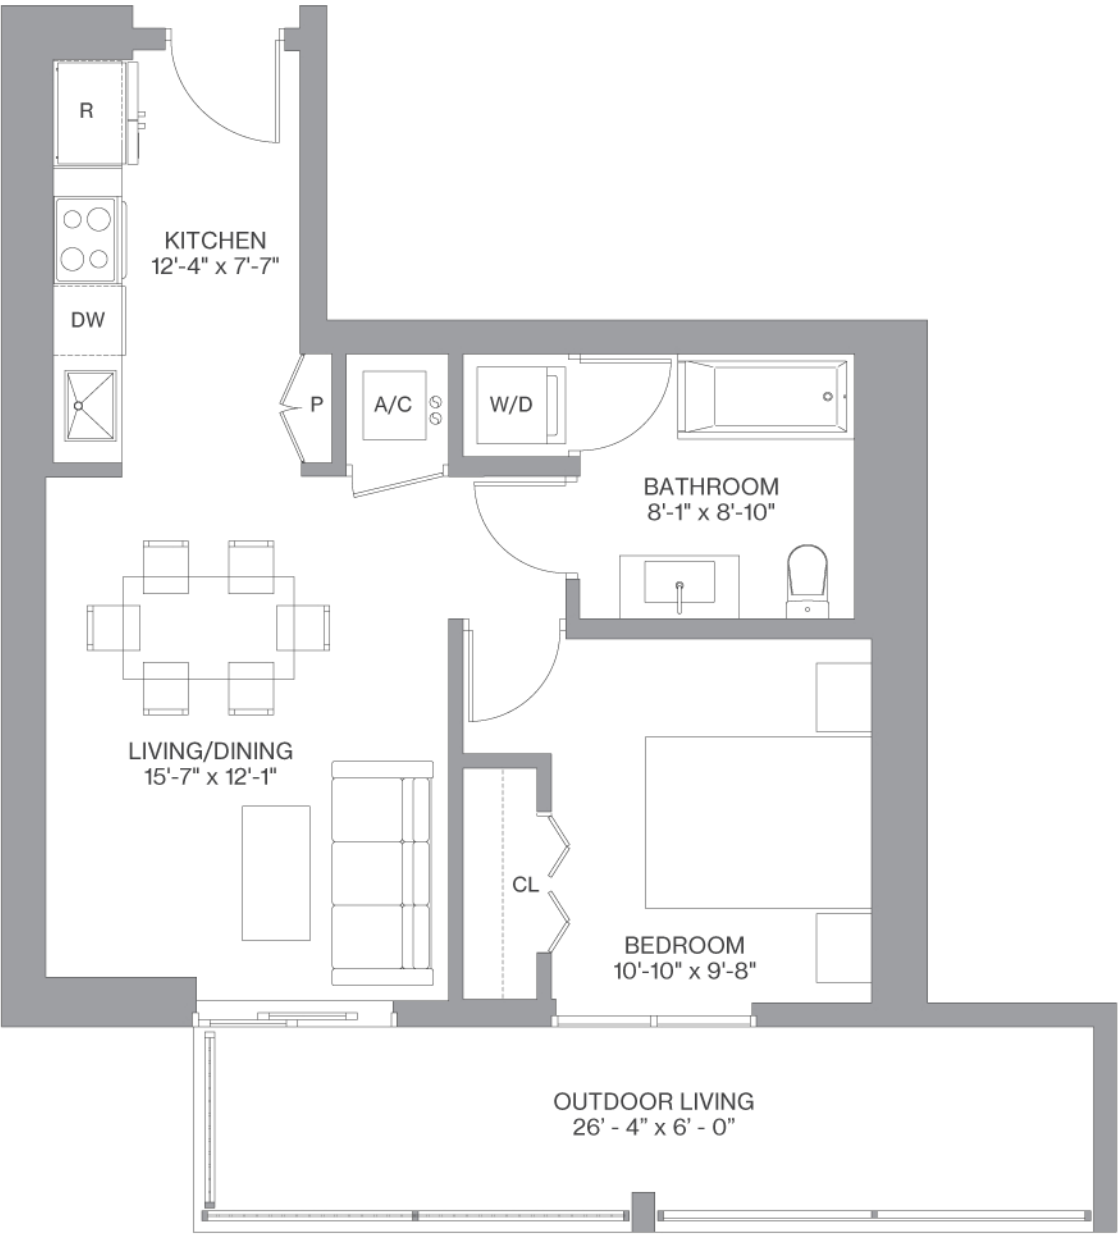 R
KITCHEN
12'-4" x 7'-7"
DW
P
A/C
W/D
BATHROOM
8'-1" x 8'-10"
LIVING/DINING
15'-7" x 12'-1"
CL
BEDROOM
10'-10" x 9'-8"
OUTDOOR LIVING
26’ - 4” x 6’ - 0”